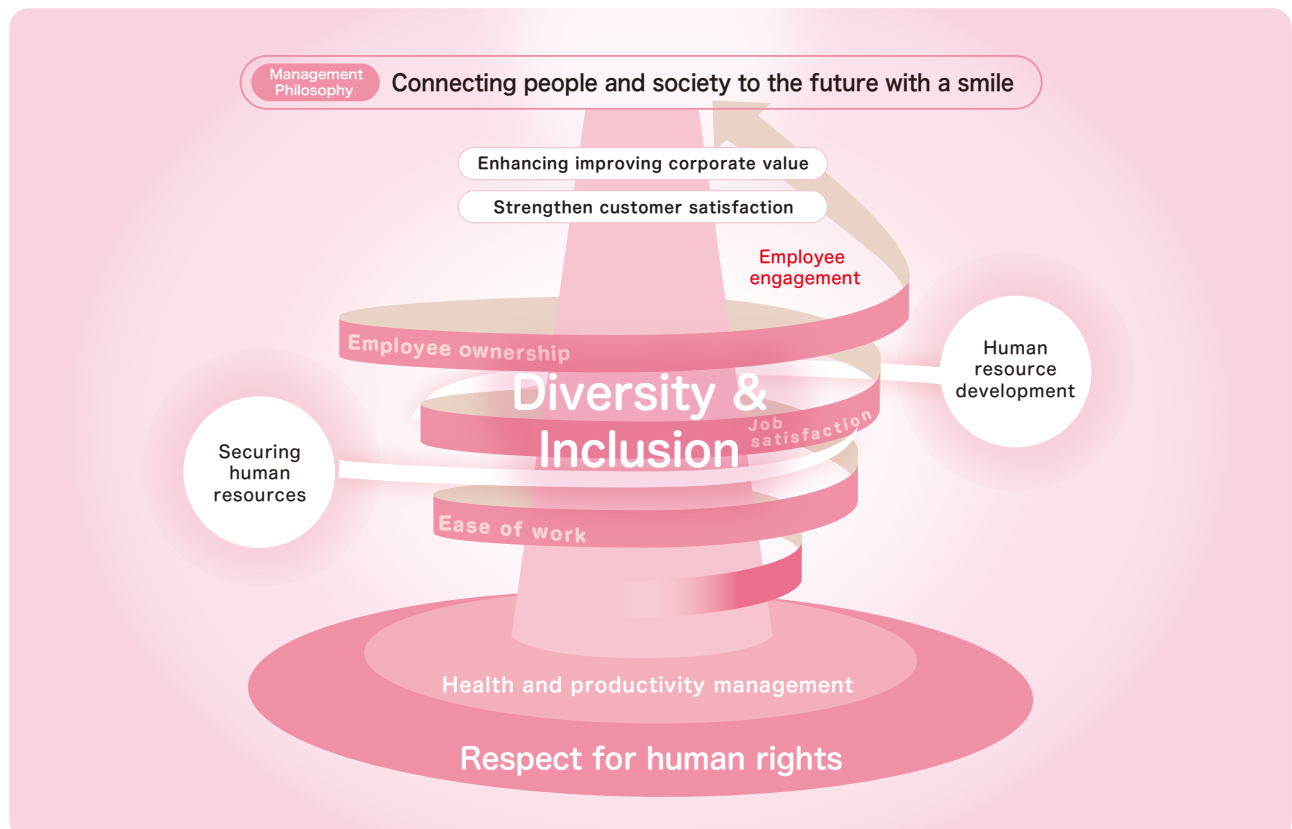 Management
Philosophy
Connecting people and society to the future with a smile
Enhancing improving corporate value
Strengthen customer satisfaction
Employee
engagement
Employee ownership
Human
resource
development
Diversity &
Inclusion
Job
satisfaction
Securing
human
resources
Ease of work
Health and productivity management
Respect for human rights